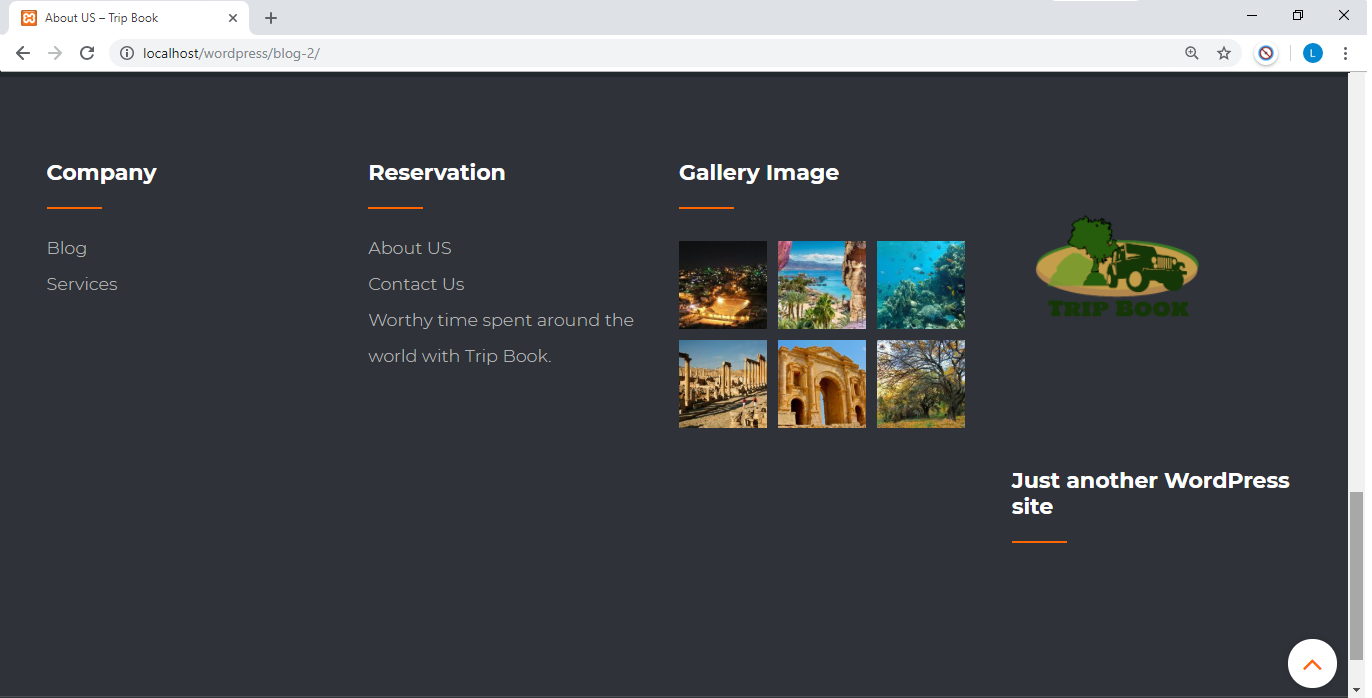 About US – Trip Book
localhost/wordpress/blog-2/
L
Company
Reservation
Gallery Image
Blog
Services
About US
Contact Us
Worthy time spent around the
world with Trip Book.
TRIP BOOK
Just another WordPress
site